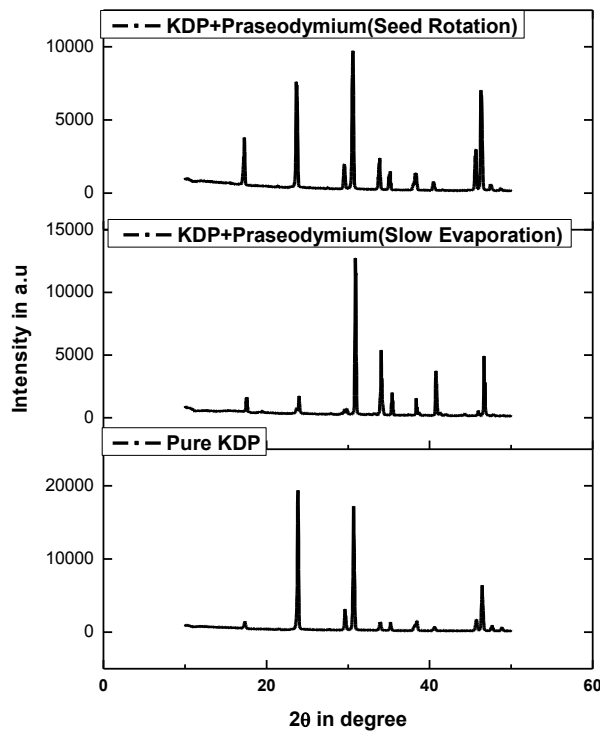 KDP+Praseodymium(Seed Rotation)
10000
5000
0
KDP+Praseodymium(Slow Evaporation)
15000
10000
5000
0
Pure KDP
20000
10000
0
0 20 40 60
2θ in degree
Intensity in a.u